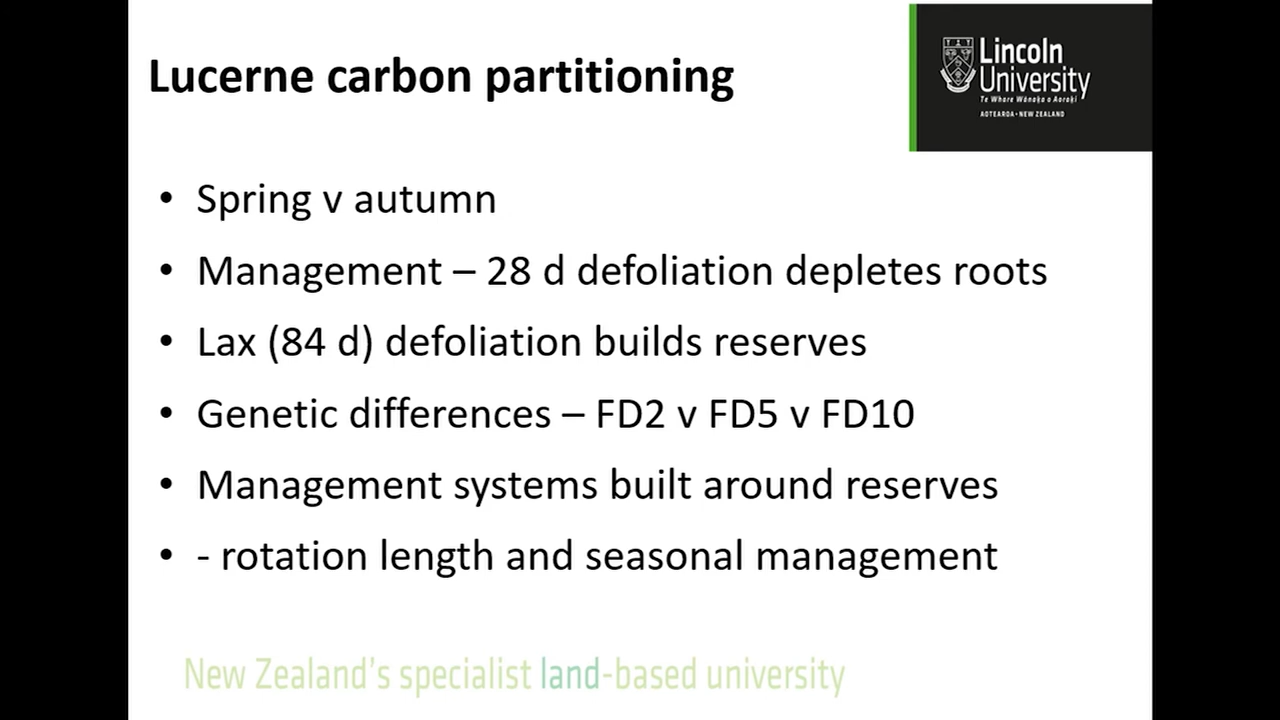 Lucerne carbon partitioning
Lincoln
University
Te Whare Wānaka o Aoraki
AOTEAROA • NEW ZEALAND
• Spring v autumn
• Management – 28 d defoliation depletes roots
• Lax (84 d) defoliation builds reserves
• Genetic differences – FD2 v FD5 v FD10
• Management systems built around reserves
• - rotation length and seasonal management
New Zealand's specialist land-based university